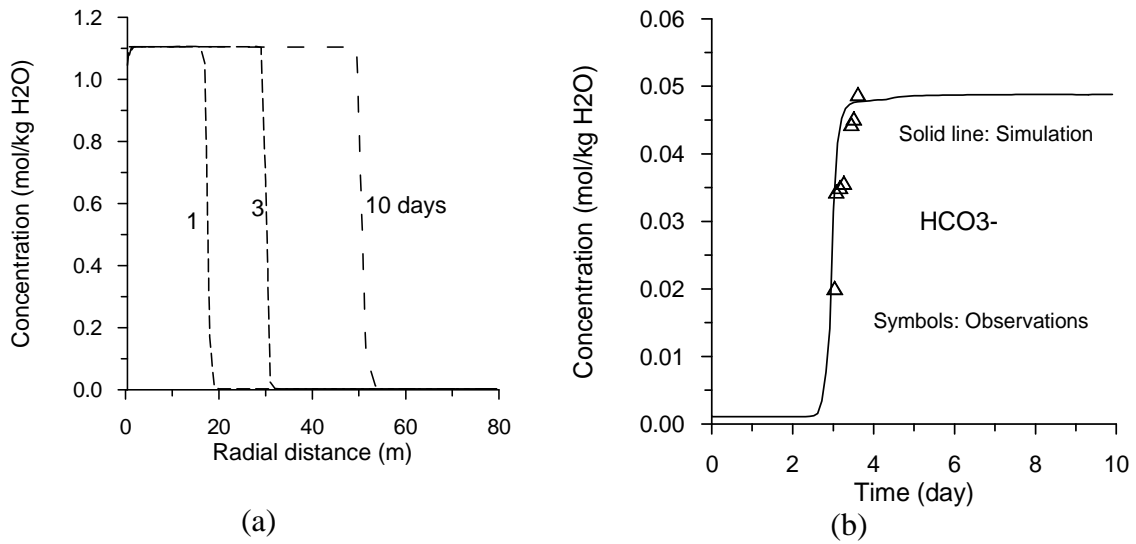 Concentration (mol/kg H2O)
1.2
1.0
0.8
0.6
0.4
0.2
0.0
1
3
10 days
0
20
40
60
80
Radial distance (m)
(a)
Concentration (mol/kg H2O)
0.06
0.05
0.04
0.03
0.02
0.01
0.00
Solid line: Simulation
HCO3-
Symbols: Observations
0
2
4
6
8
10
Time (day)
(b)